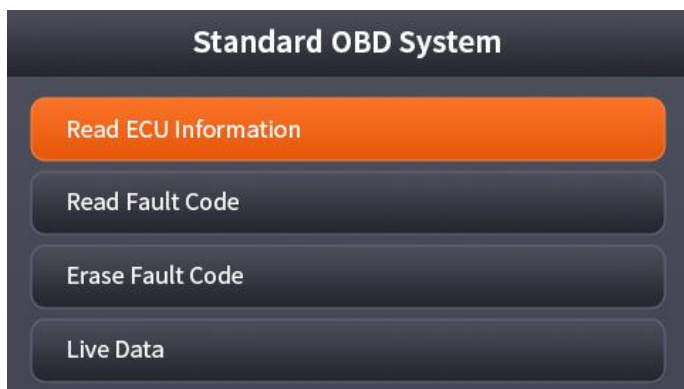 Standard OBD System
Read ECU Information
Read Fault Code
Erase Fault Code
Live Data